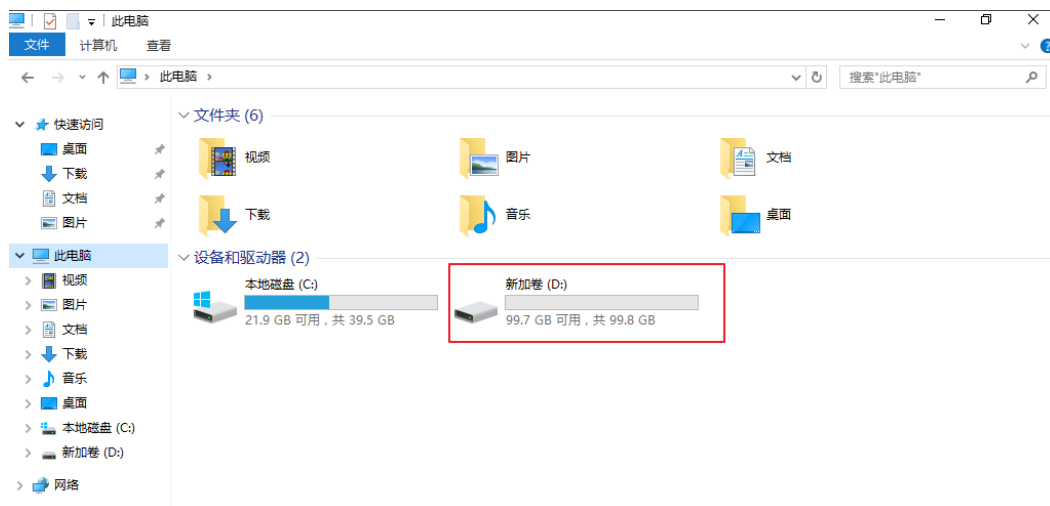 此电脑
文件 计算机 查看
此电脑
搜索"此电脑"
快速访问
桌面
下载
文档
图片
此电脑
视频
图片
文档
下载
音乐
桌面
本地磁盘 (C:)
新加卷 (D:)
网络
文件夹 (6)
视频 图片 文档
下载 音乐 桌面
设备和驱动器 (2)
本地磁盘 (C:)
21.9 GB 可用，共 39.5 GB
新加卷 (D:)
99.7 GB 可用，共 99.8 GB